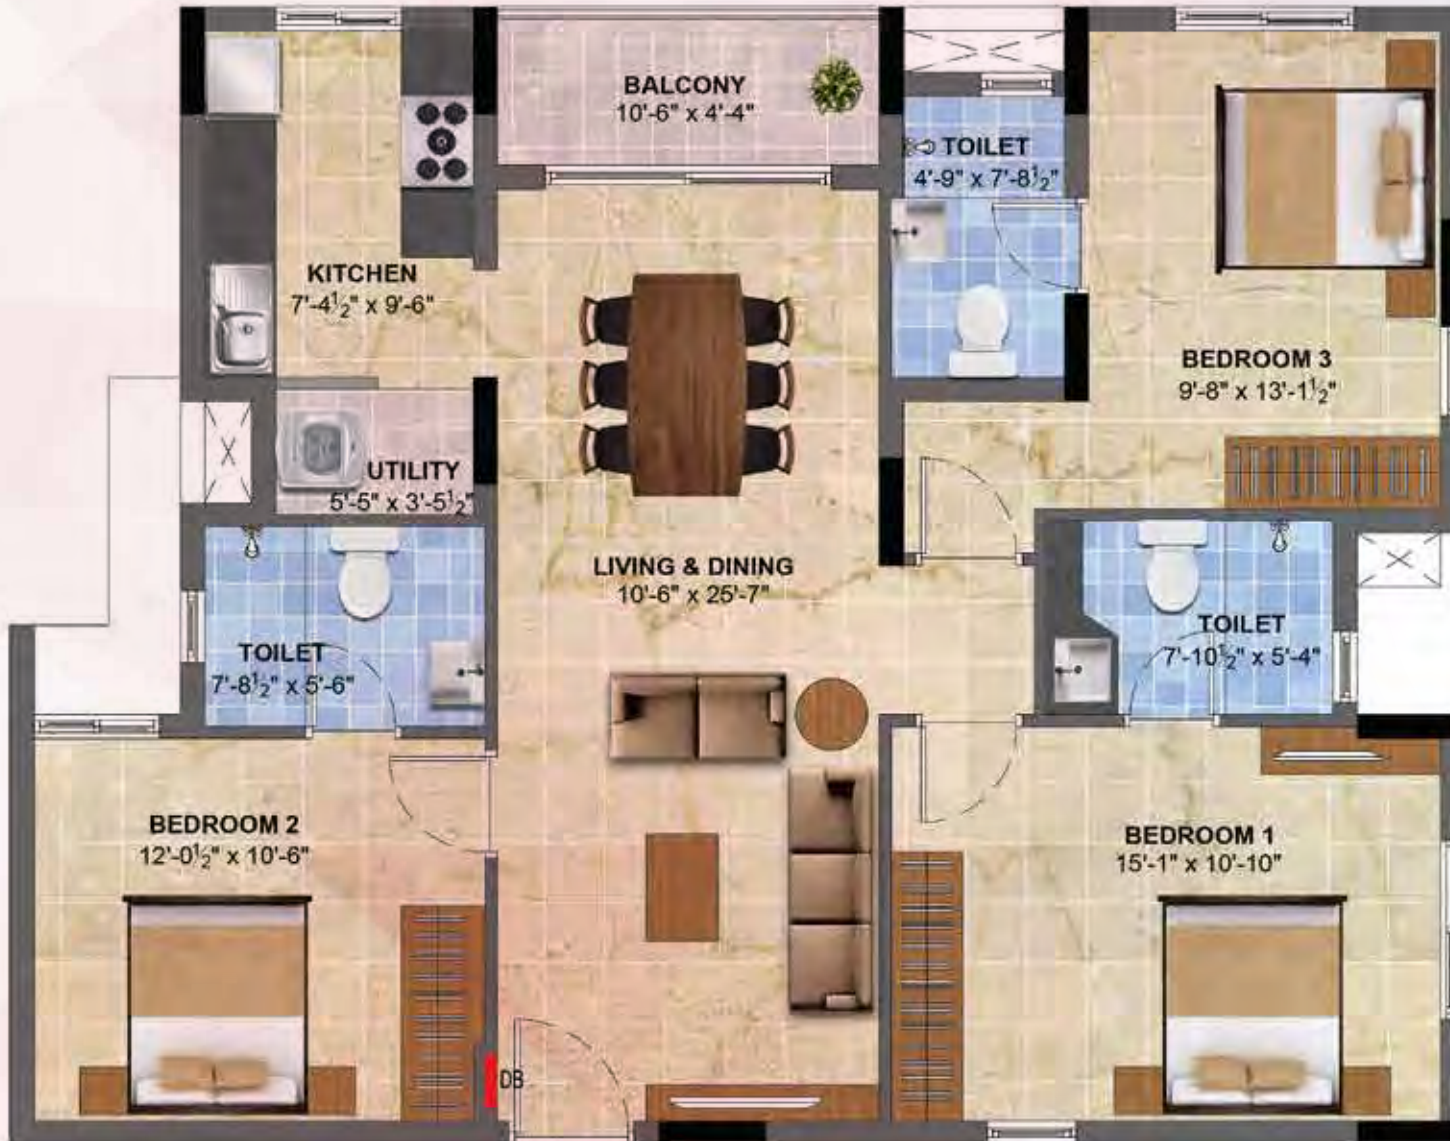 BALCONY
10'-6" x 4'-4"
TOILET
4'-9" x 7'-8½"
KITCHEN
7'-4½" x 9'-6"
BEDROOM 3
9'-8" x 13'-1½"
UTILITY
5'-5" x 3'-5½"
LIVING & DINING
10'-6" x 25'-7"
TOILET
7'-8½" x 5'-6"
TOILET
7'-10½" x 5'-4"
BEDROOM 2
12'-0½" x 10'-6"
BEDROOM 1
15'-1" x 10'-10"
DB